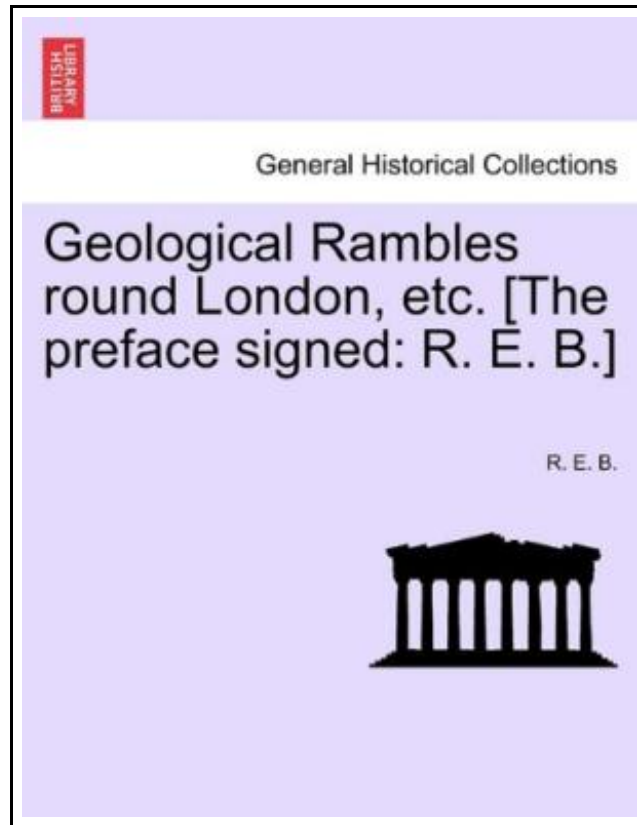 BRITISH
LIBRARY
General Historical Collections
Geological Rambles
round London, etc. [The
preface signed: R. E. B.]
R. E. B.